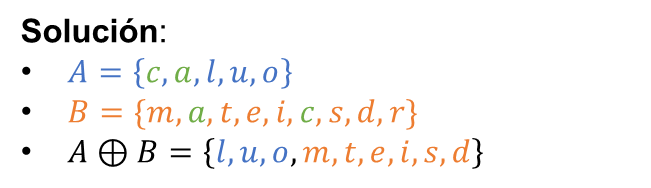 Solución:
• A = {c, a, l, u, o}
• B = {m, a, t, e, i, c, s, d, r}
• A ⨁ B = {l, u, o, m, t, e, i, s, d}